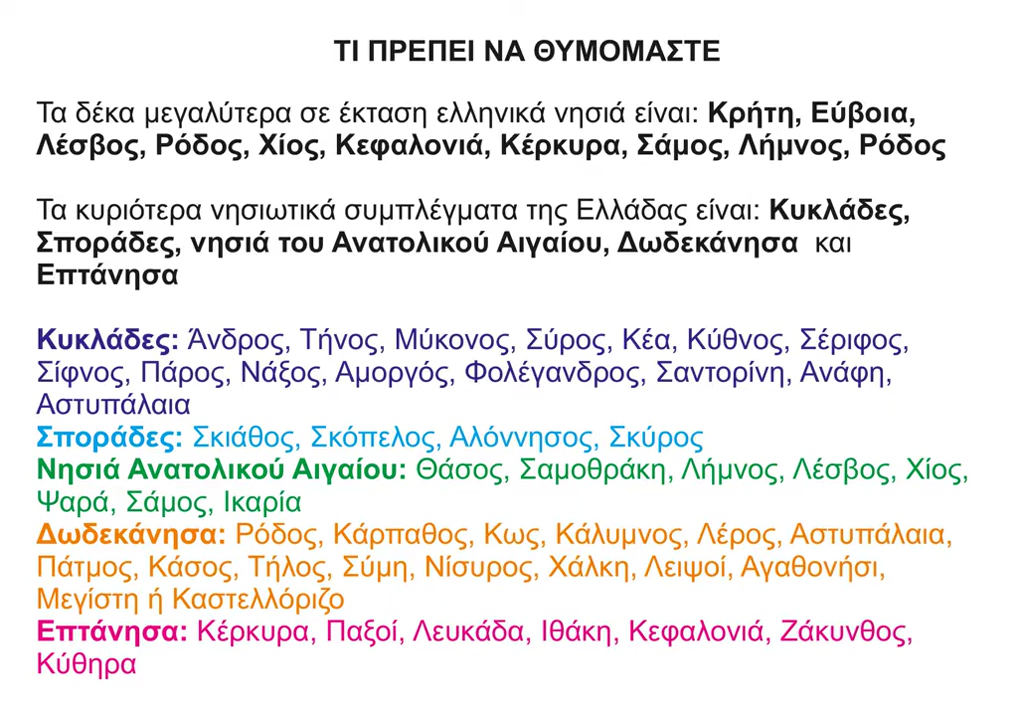 ΤΙ ΠΡΕΠΕΙ ΝΑ ΘΥΜΟΜΑΣΤΕ
Τα δέκα μεγαλύτερα σε έκταση ελληνικά νησιά είναι: Κρήτη, Εύβοια,
Λέσβος, Ρόδος, Χίος, Κεφαλονιά, Κέρκυρα, Σάμος, Λήμνος, Ρόδος
Τα κυριότερα νησιωτικά συμπλέγματα της Ελλάδας είναι: Κυκλάδες,
Σποράδες, νησιά του Ανατολικού Αιγαίου, Δωδεκάνησα και
Επτάνησα
Κυκλάδες: Άνδρος, Τήνος, Μύκονος, Σύρος, Κέα, Κύθνος, Σέριφος,
Σίφνος, Πάρος, Νάξος, Αμοργός, Φολέγανδρος, Σαντορίνη, Ανάφη,
Αστυπάλαια
Σποράδες: Σκιάθος, Σκόπελος, Αλόννησος, Σκύρος
Νησιά Ανατολικού Αιγαίου: Θάσος, Σαμοθράκη, Λήμνος, Λέσβος, Χίος,
Ψαρά, Σάμος, Ικαρία
Δωδεκάνησα: Ρόδος, Κάρπαθος, Κως, Κάλυμνος, Λέρος, Αστυπάλαια,
Πάτμος, Κάσος, Τήλος, Σύμη, Νίσυρος, Χάλκη, Λειψοί, Αγαθονήσι,
Μεγίστη ή Καστελλόριζο
Επτάνησα: Κέρκυρα, Παξοί, Λευκάδα, Ιθάκη, Κεφαλονιά, Ζάκυνθος,
Κύθηρα